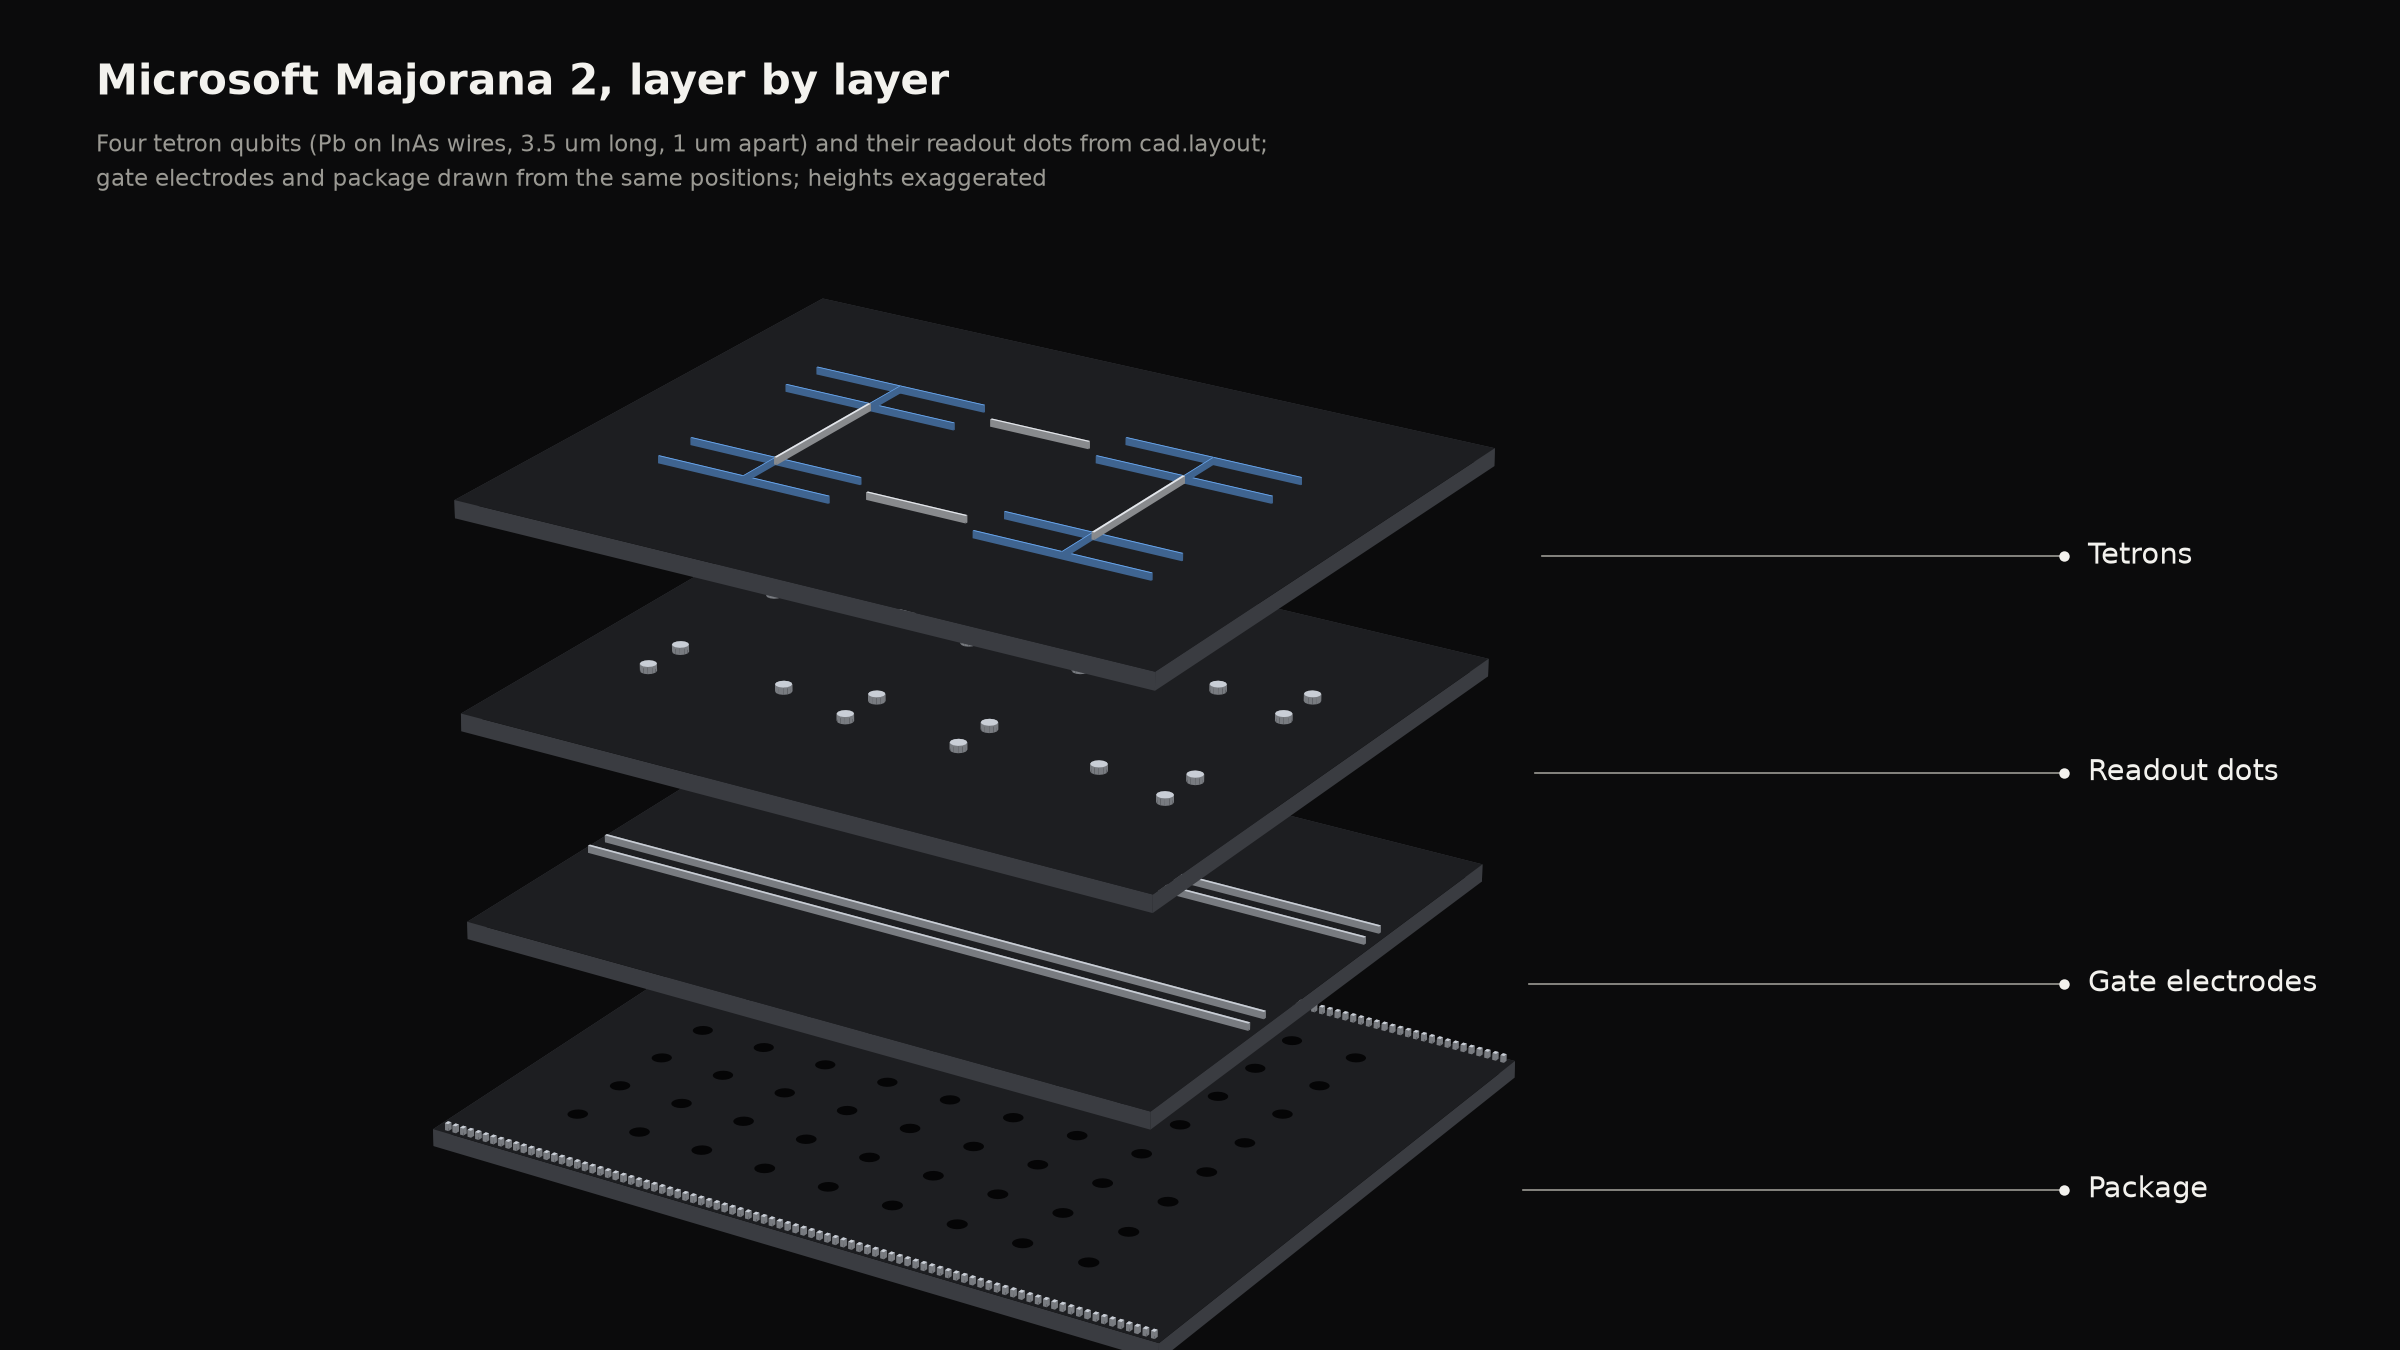 Microsoft Majorana 2, layer by layer
Four tetron qubits (Pb on InAs wires, 3.5 um long, 1 um apart) and their readout dots from cad.layout;
gate electrodes and package drawn from the same positions; heights exaggerated
Tetrons
Readout dots
Gate electrodes
Package